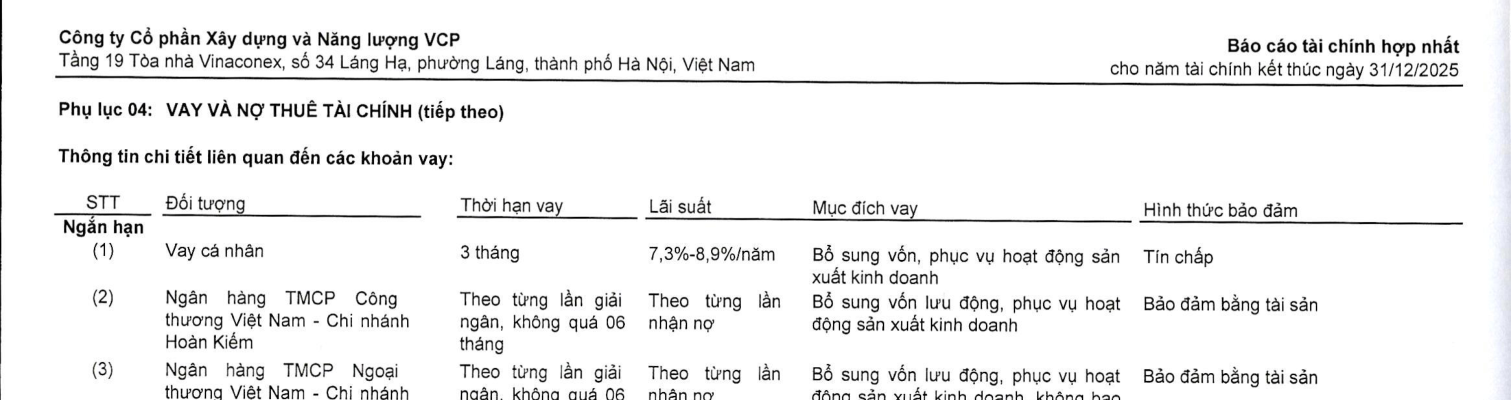 Công ty Cổ phần Xây dựng và Năng lượng VCP
Tầng 19 Tòa nhà Vinaconex, số 34 Láng Hạ, phường Láng, thành phố Hà Nội, Việt Nam
Báo cáo tài chính hợp nhất
cho năm tài chính kết thúc ngày 31/12/2025
Phụ lục 04: VAY VÀ NỢ THUÊ TÀI CHÍNH (tiếp theo)
Thông tin chi tiết liên quan đến các khoản vay:
STT Đối tượng Thời hạn vay Lãi suất Mục đích vay Hình thức bảo đảm
Ngắn hạn
(1) Vay cá nhân 3 tháng 7,3%-8,9%/năm Bổ sung vốn, phục vụ hoạt động sản Tín chấp
xuất kinh doanh
(2) Ngân hàng TMCP Công Theo từng lần giải Theo từng lần Bổ sung vốn lưu động, phục vụ hoạt Bảo đảm bằng tài sản
thương Việt Nam - Chi nhánh ngân, không quá 06 nhận nợ động sản xuất kinh doanh
Hoàn Kiếm tháng
(3) Ngân hàng TMCP Ngoại Theo từng lần giải Theo từng lần Bổ sung vốn lưu động, phục vụ hoạt Bảo đảm bằng tài sản
thương Việt Nam - Chi nhánh ngân, không quá 06 nhận nợ động sản xuất kinh doanh, không bao